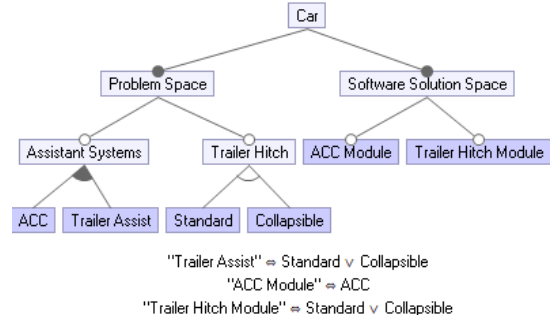 Car
Problem Space Software Solution Space
Assistant Systems Trailer Hitch ACC Module Trailer Hitch Module
ACC Trailer Assist Standard Collapsible
"Trailer Assist" ⇔ Standard ∨ Collapsible
"ACC Module" ⇔ ACC
"Trailer Hitch Module" ⇔ Standard ∨ Collapsible